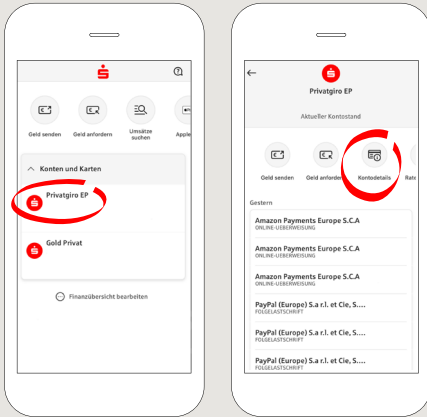 Geld senden
Geld anfordern
Umsätze
suchen
Apple
Konten und Karten
Privatgiro EP
Gold Privat
Finanzübersicht bearbeiten
Privatgiro EP
Aktueller Kontostand
Geld senden
Geld anforder
Kontodetails
Rate
Gestern
Amazon Payments Europe S.C.A
ONLINE-UEBERWEISUNG
Amazon Payments Europe S.C.A
ONLINE-UEBERWEISUNG
Amazon Payments Europe S.C.A
ONLINE-UEBERWEISUNG
PayPal (Europe) S.a r.l. et Cie, S....
FOLGELASTSCHRIFT
PayPal (Europe) S.a r.l. et Cie, S....
FOLGELASTSCHRIFT
PayPal (Europe) S.a r.l. et Cie, S....
FOLGELASTSCHRIFT